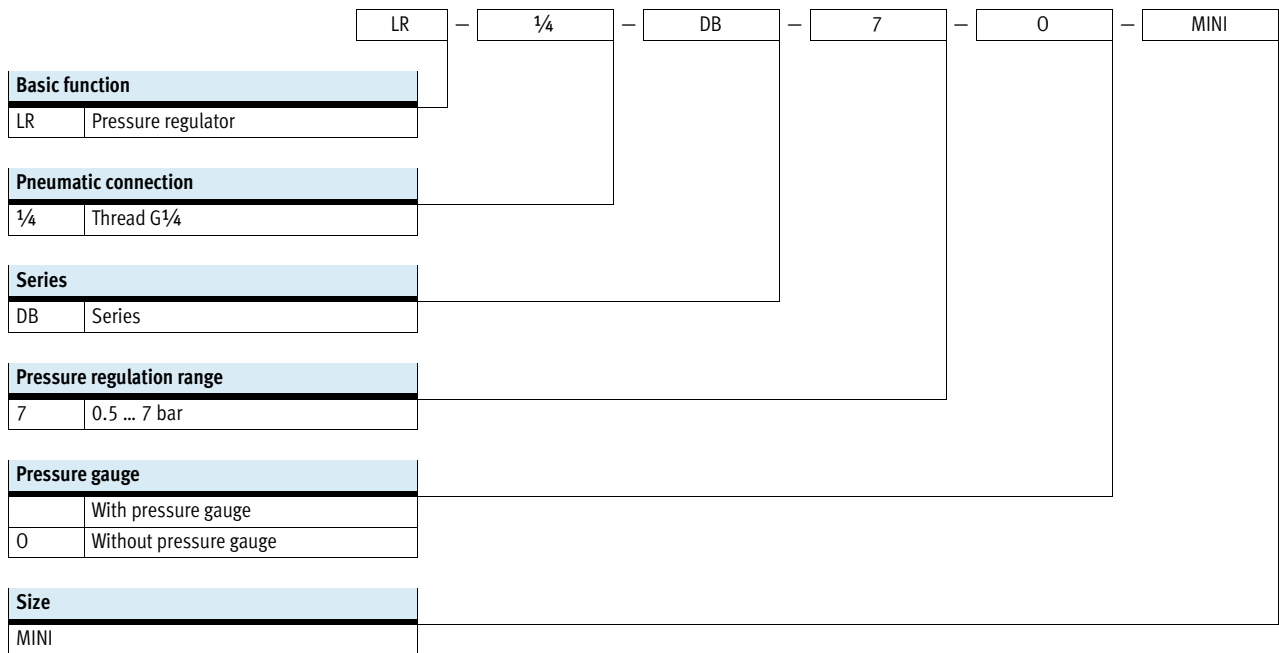 LR – ¼ – DB – 7 – O – MINI
Basic function
LR Pressure regulator
Pneumatic connection
¼ Thread G¼
Series
DB Series
Pressure regulation range
7 0.5 ... 7 bar
Pressure gauge
With pressure gauge
O Without pressure gauge
Size
MINI